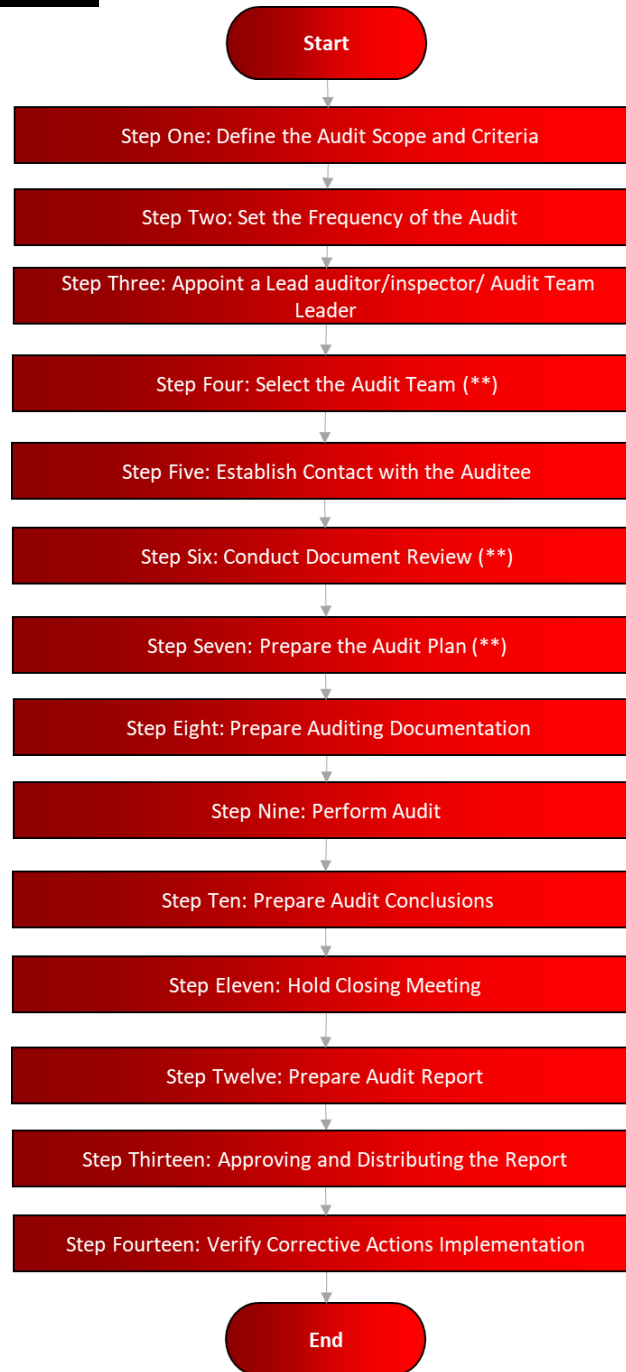 Start
Step One: Define the Audit Scope and Criteria
Step Two: Set the Frequency of the Audit
Step Three: Appoint a Lead auditor/inspector/ Audit Team
Leader
Step Four: Select the Audit Team (**)
Step Five: Establish Contact with the Auditee
Step Six: Conduct Document Review (**)
Step Seven: Prepare the Audit Plan (**)
Step Eight: Prepare Auditing Documentation
Step Nine: Perform Audit
Step Ten: Prepare Audit Conclusions
Step Eleven: Hold Closing Meeting
Step Twelve: Prepare Audit Report
Step Thirteen: Approving and Distributing the Report
Step Fourteen: Verify Corrective Actions Implementation
End